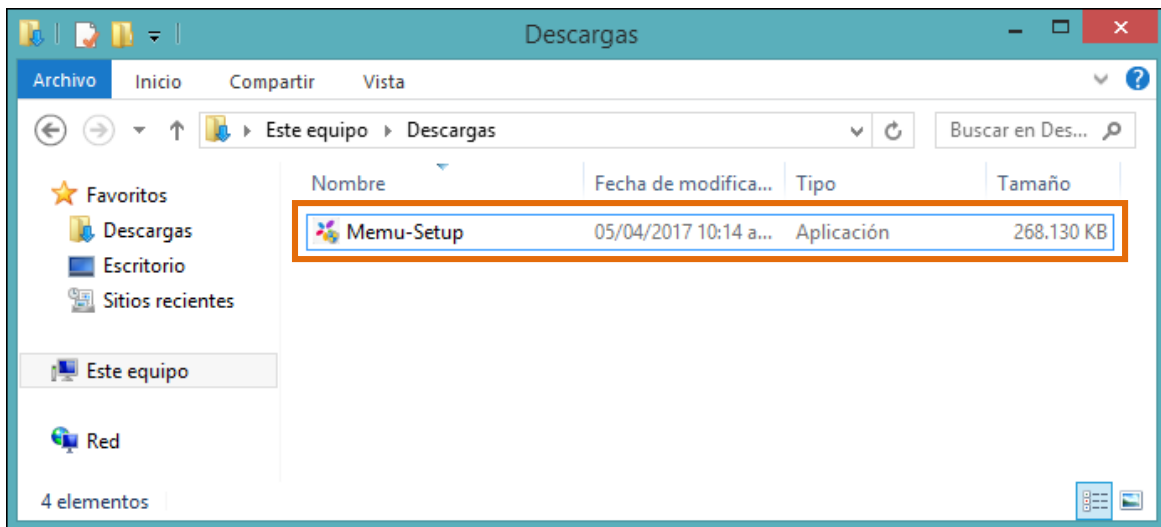 Descargas
Archivo Inicio Compartir Vista
Este equipo Descargas Buscar en Des...
Nombre Fecha de modifica... Tipo Tamaño
Memu-Setup 05/04/2017 10:14 a... Aplicación 268.130 KB
Favoritos
Descargas
Escritorio
Sitios recientes
Este equipo
Red
4 elementos